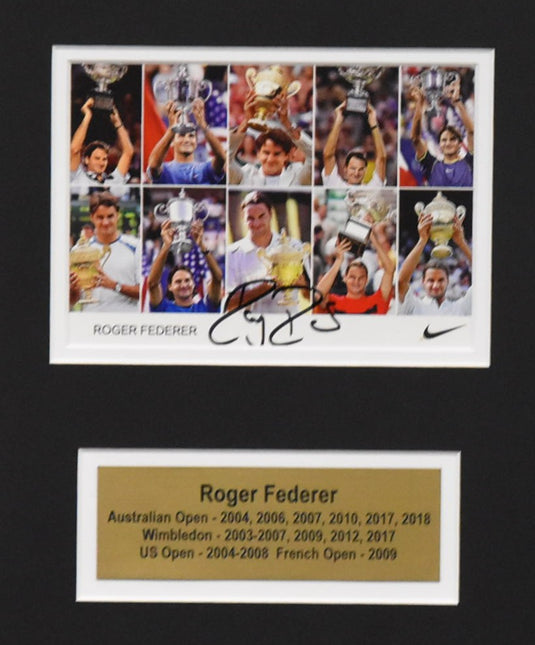 ROGER FEDERER
Roger Federer
Australian Open - 2004, 2006, 2007, 2010, 2017, 2018
Wimbledon - 2003-2007, 2009, 2012, 2017
US Open - 2004-2008 French Open - 2009